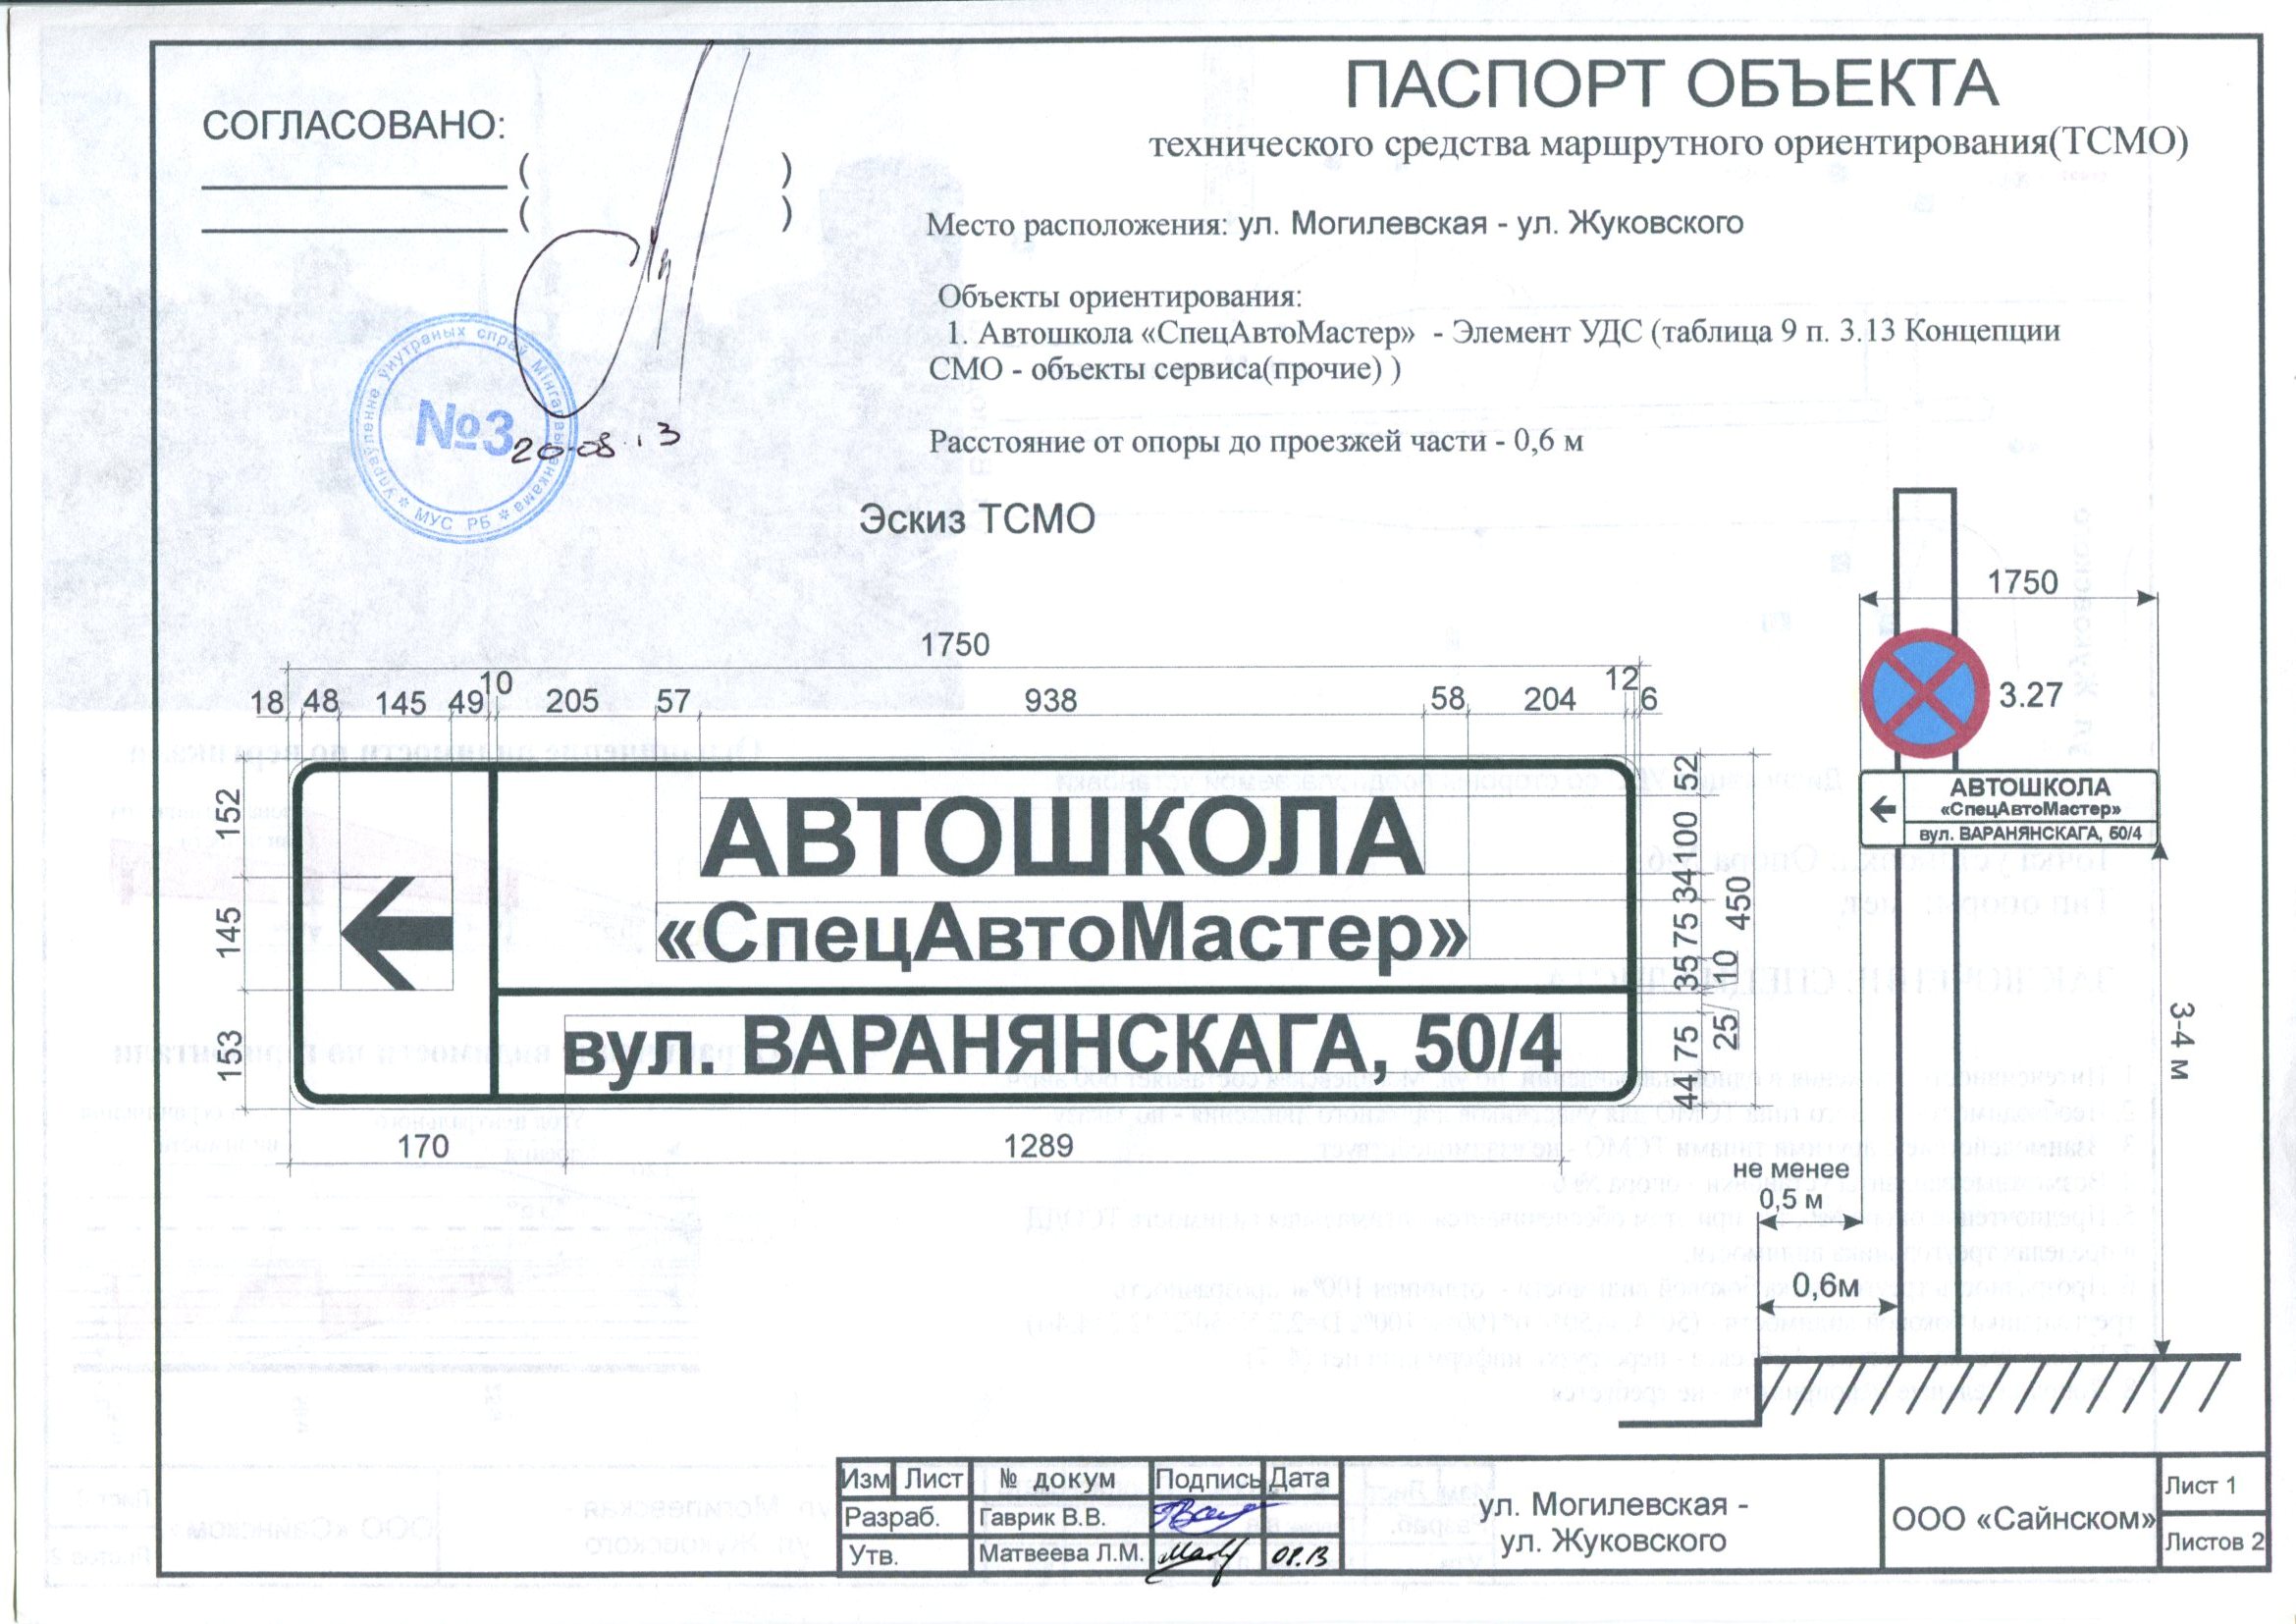 СОГЛАСОВАНО:
( )
( )
ПАСПОРТ ОБЪЕКТА
технического средства маршрутного ориентирования(ТСМО)
Место расположения: ул. Могилевская - ул. Жуковского
Объекты ориентирования:
1. Автошкола «СпецАвтоМастер» - Элемент УДС (таблица 9 п. 3.13 Концепции
СМО - объекты сервиса(прочие) )
Расстояние от опоры до проезжей части - 0,6 м
Упраўленне ўнутраных спраў
МУС РБ
№3
20.08.13
Эскиз ТСМО
1750
18 48 145 49 10 205 57 938 58 204 12 6
152
145
153
АВТОШКОЛА
«СпецАвтоМастер»
вул. ВАРАНЯНСКАГА, 50/4
52
100
34
75
35
10
25
75
44
450
170
1289
1750
3.27
АВТОШКОЛА
«СпецАвтоМастер»
вул. ВАРАНЯНСКАГА, 50/4
3-4 м
не менее
0,5 м
0,6м
Изм Лист № докум Подпись Дата
Разраб. Гаврик В.В.
Утв. Матвеева Л.М. 08.13
ул. Могилевская -
ул. Жуковского
ООО «Сайнском»
Лист 1
Листов 2